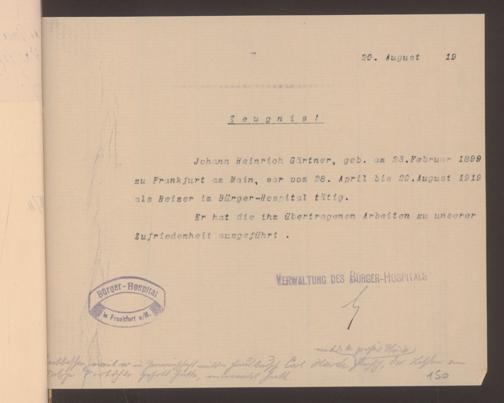 20. August 19
Zeugnis!
Johann Heinrich Gärtner, geb. am 23.Februar 1899
zu Frankfurt am Main, war vom 28. April bis 20.August 1919
als Heizer im Bürger-Hospital tätig.
Er hat die ihm übertragenen Arbeiten zu unserer
Zufriedenheit ausgeführt .
VERWALTUNG DES BÜRGER-HOSPITALS
Bürger-Hospital
in Frankfurt a/M.
150